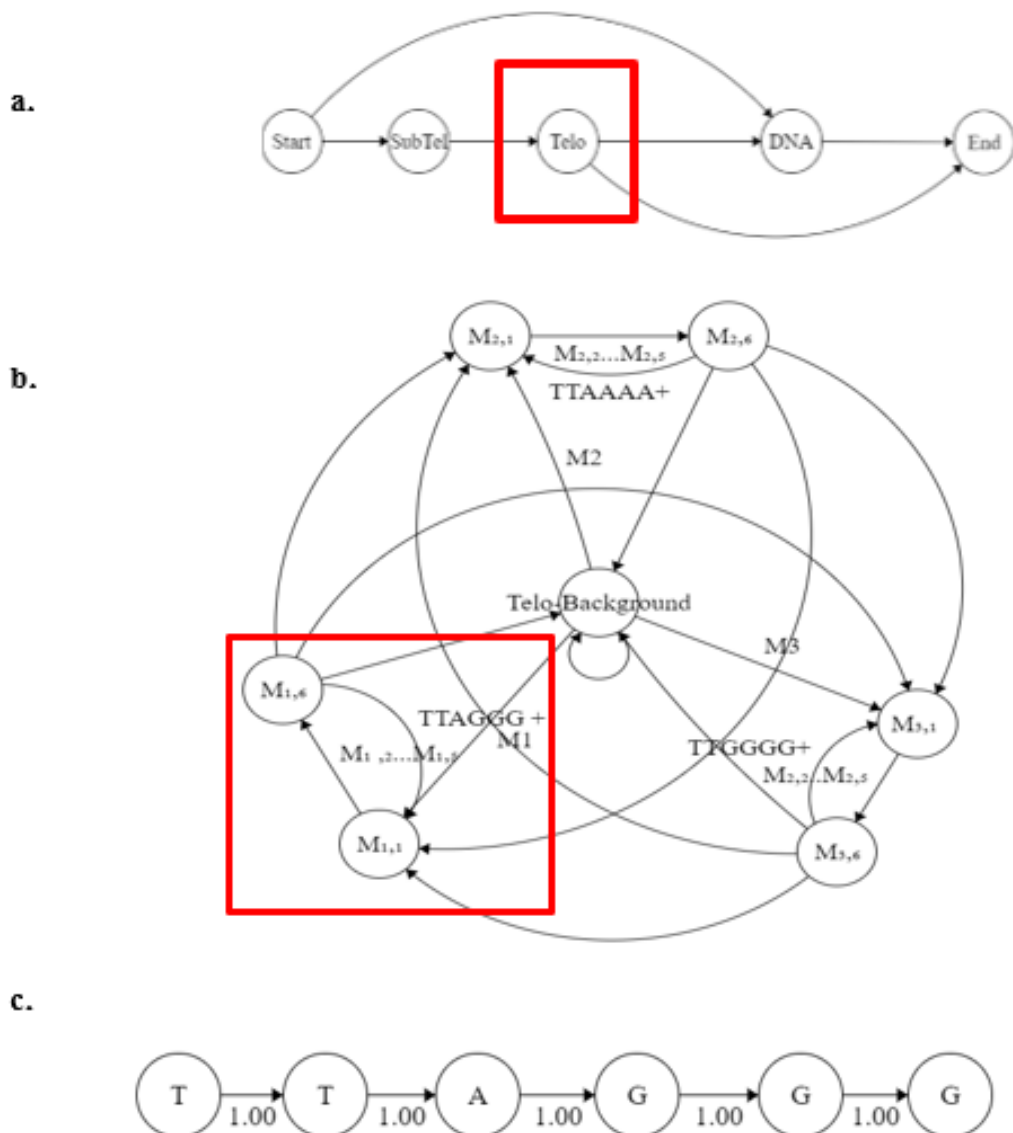 a.
Start SubTel Telo DNA End
b.
M₂,₁ M₂,₆
M₂,₂...M₂,₅
TTAAAA+
M2
Telo-Background
M3
M₁,₆
TTAGGG +
M1
M₁ ,₂...M₁,₅
M₃,₁
TTGGGG+
M₂,₂...M₂,₅
M₁,₁
M₃,₆
c.
T T A G G G
1.00 1.00 1.00 1.00 1.00